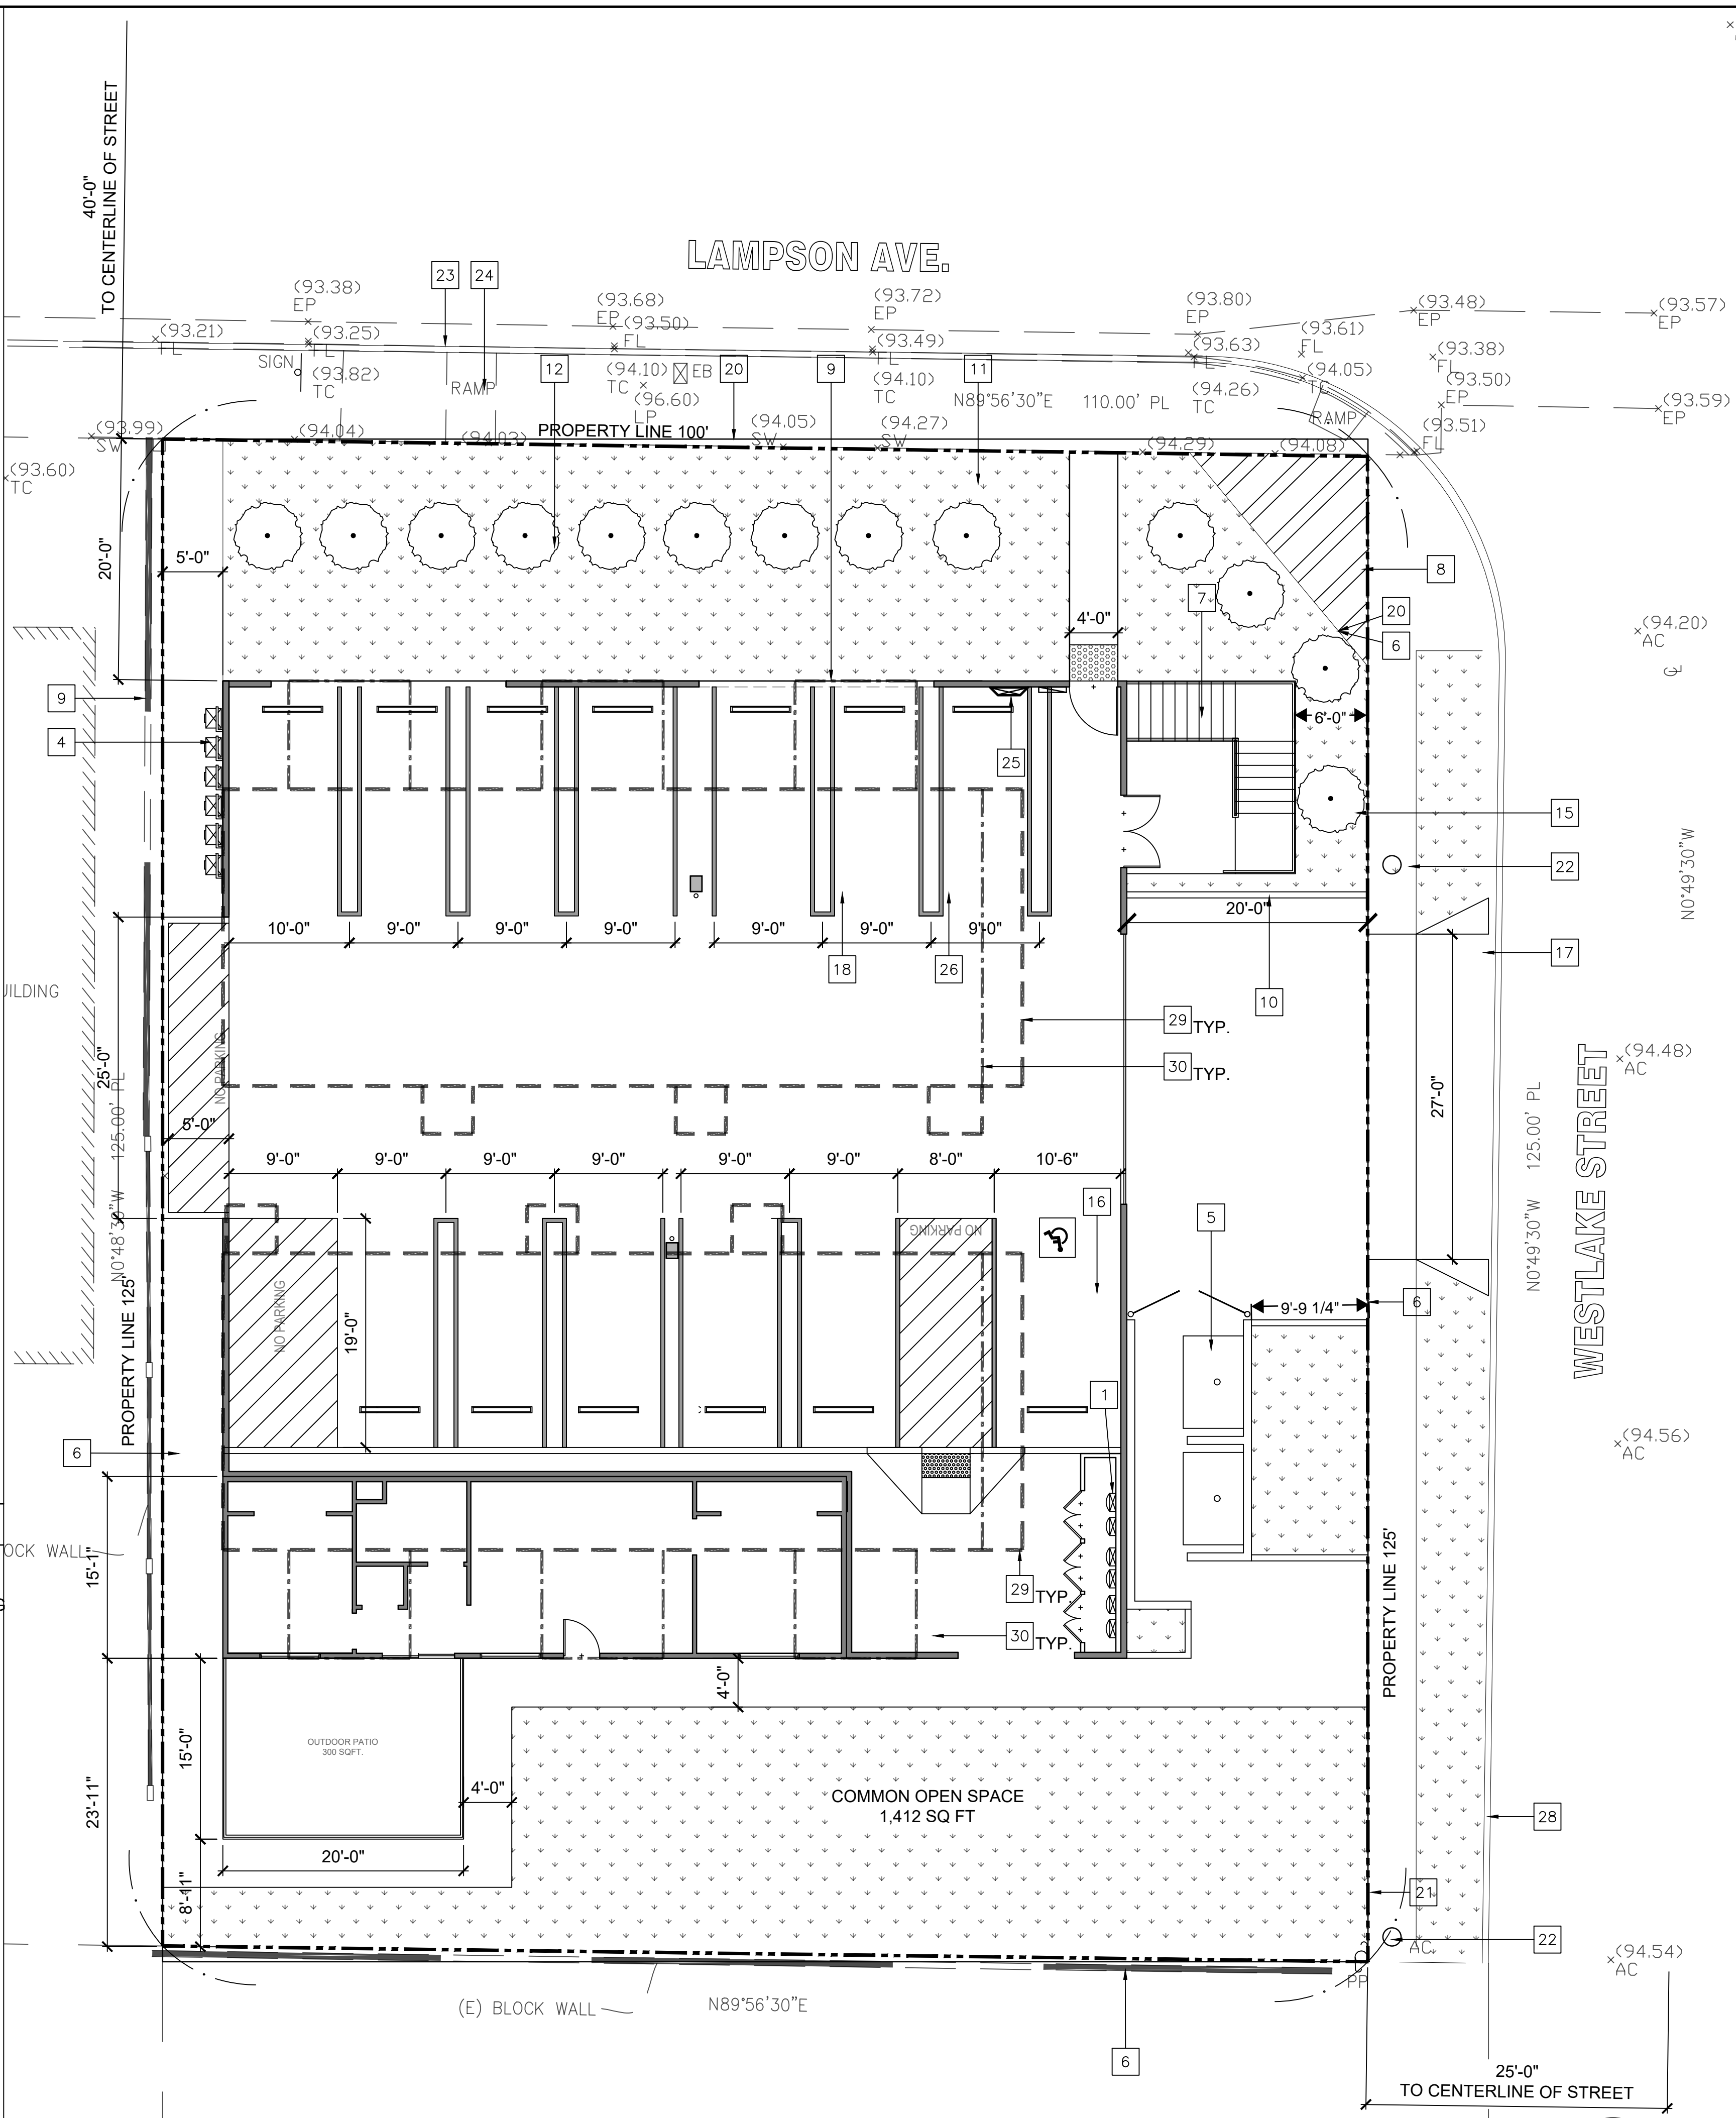 40'-0"
TO CENTERLINE OF STREET
LAMPSON AVE.
23
24
(93.38)
EP
(93.68)
EP
(93.72)
EP
(93.80)
EP
(93.48)
EP
(93.57)
EP
(93.21)
FL
(93.25)
FL
(93.50)
FL
(93.49)
FL
(93.63)
FL
(93.61)
FL
(93.38)
FL
SIGN
(93.82)
TC
RAMP
12
(94.10)
TC
EB
20
9
(94.10)
TC
11
(94.26)
TC
(94.05)
TC
(93.50)
EP
(93.59)
EP
(96.60)
LP
N89°56'30"E 110.00' PL
RAMP
(93.99)
SW
(94.04)
(94.03)
PROPERTY LINE 100'
(94.05)
SW
(94.27)
SW
(94.29)
(94.08)
(93.51)
FL
(93.60)
TC
20'-0"
5'-0"
8
4'-0"
7
20
6
(94.20)
AC
9
4
6'-0"
25
15
22
N0°49'30"W
10'-0"
9'-0"
9'-0"
9'-0"
9'-0"
9'-0"
9'-0"
20'-0"
18
26
17
10
29 TYP.
30 TYP.
NO PARKING
25'-0"
5'-0"
N0°48'30"W 125.00' PL
27'-0"
N0°49'30"W 125.00' PL
WESTLAKE STREET
(94.48)
AC
9'-0"
9'-0"
9'-0"
9'-0"
9'-0"
9'-0"
8'-0"
10'-6"
16
5
NO PARKING
NO PARKING
19'-0"
PROPERTY LINE 125'
9'-9 1/4"
6
1
6
(94.56)
AC
OCK WALL
15'-1"
29 TYP.
30 TYP.
PROPERTY LINE 125'
4'-0"
OUTDOOR PATIO
300 SQFT.
15'-0"
4'-0"
COMMON OPEN SPACE
1,412 SQ FT
28
23'-11"
20'-0"
8'-11"
21
22
AC
PP
(94.54)
AC
(E) BLOCK WALL
N89°56'30"E
6
25'-0"
TO CENTERLINE OF STREET